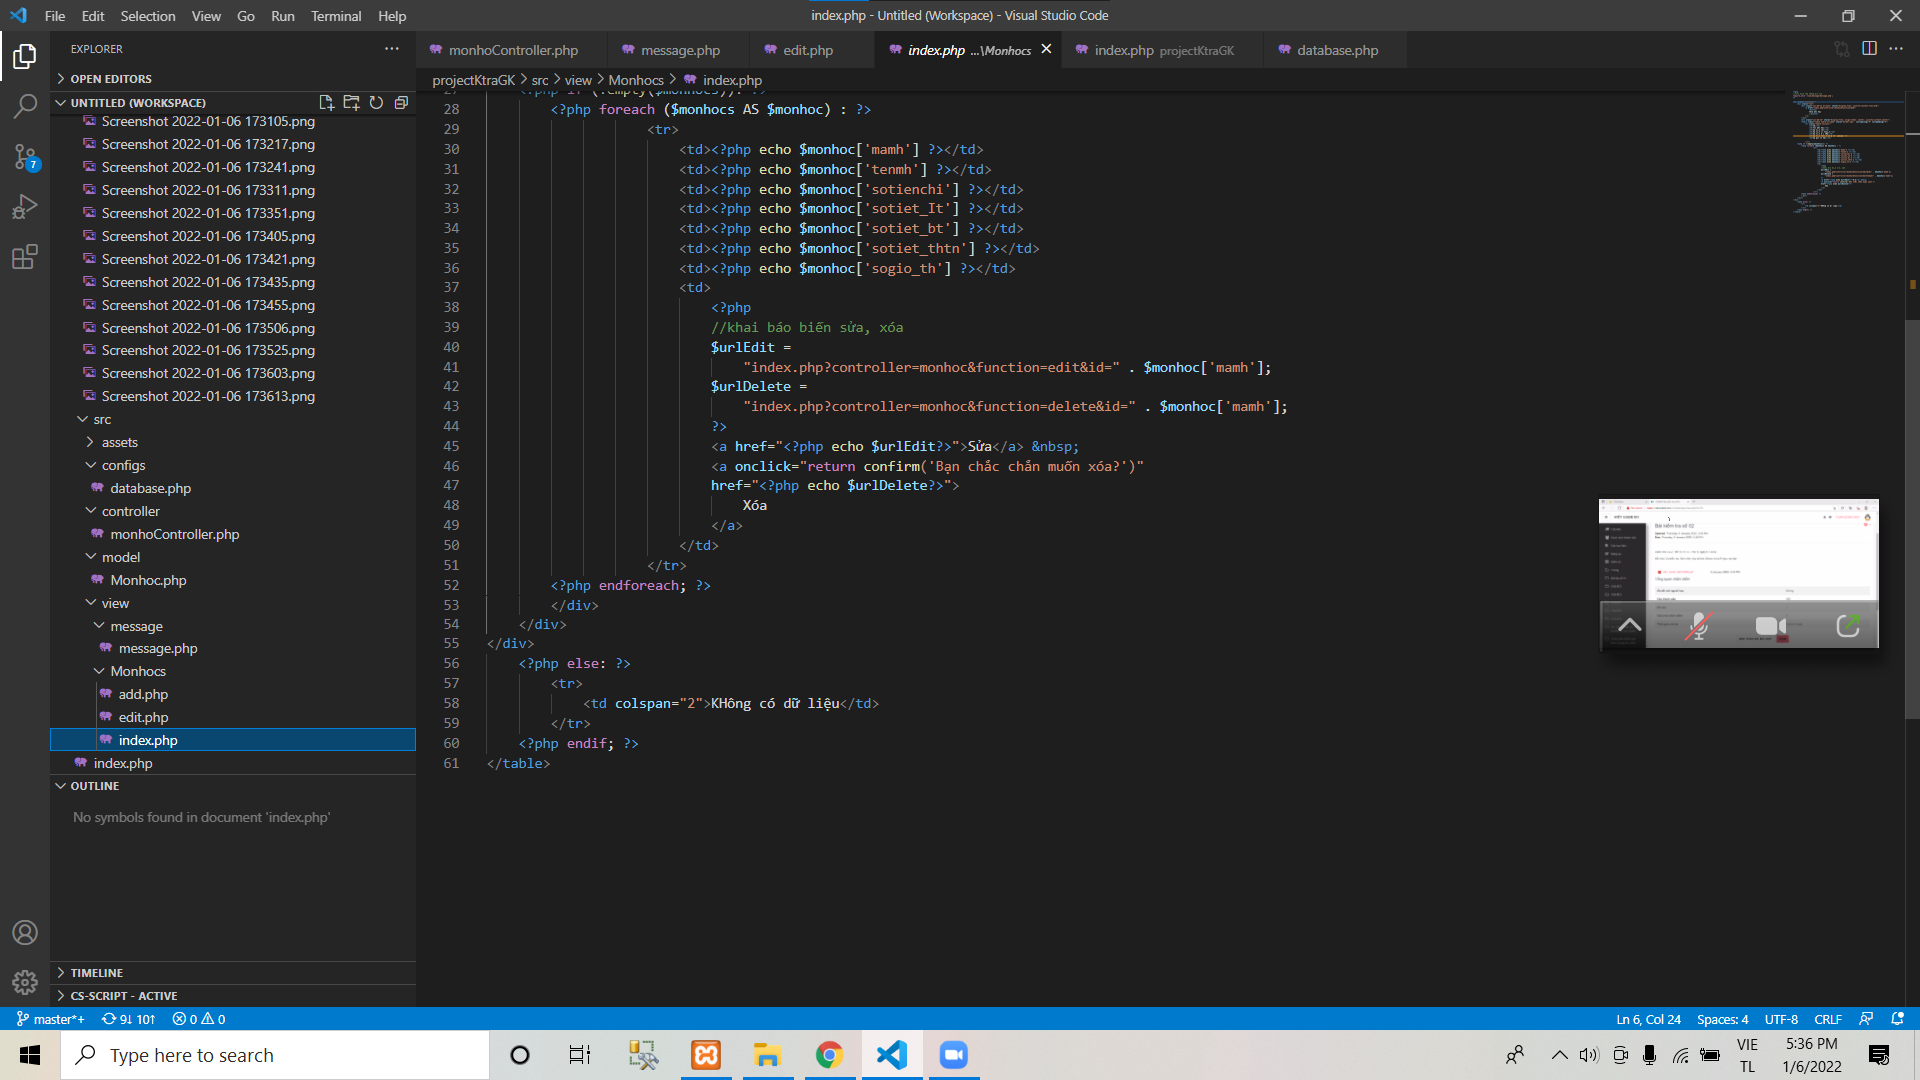 File Edit Selection View Go Run Terminal Help
index.php - Untitled (Workspace) - Visual Studio Code
EXPLORER
OPEN EDITORS
UNTITLED (WORKSPACE)
Screenshot 2022-01-06 173105.png
Screenshot 2022-01-06 173217.png
Screenshot 2022-01-06 173241.png
Screenshot 2022-01-06 173311.png
Screenshot 2022-01-06 173351.png
Screenshot 2022-01-06 173405.png
Screenshot 2022-01-06 173421.png
Screenshot 2022-01-06 173435.png
Screenshot 2022-01-06 173455.png
Screenshot 2022-01-06 173506.png
Screenshot 2022-01-06 173525.png
Screenshot 2022-01-06 173603.png
Screenshot 2022-01-06 173613.png
src
assets
configs
database.php
controller
monhoController.php
model
Monhoc.php
view
message
message.php
Monhocs
add.php
edit.php
index.php
index.php
OUTLINE
No symbols found in document 'index.php'
TIMELINE
CS-SCRIPT - ACTIVE
7
monhoController.php message.php edit.php index.php ...\Monhocs index.php projectKtraGK database.php
projectKtraGK > src > view > Monhocs > index.php
27 <?php if (!empty($monhocs)): ?>
28 <?php foreach ($monhocs AS $monhoc) : ?>
29 <tr>
30 <td><?php echo $monhoc['mamh'] ?></td>
31 <td><?php echo $monhoc['tenmh'] ?></td>
32 <td><?php echo $monhoc['sotienchi'] ?></td>
33 <td><?php echo $monhoc['sotiet_It'] ?></td>
34 <td><?php echo $monhoc['sotiet_bt'] ?></td>
35 <td><?php echo $monhoc['sotiet_thtn'] ?></td>
36 <td><?php echo $monhoc['sogio_th'] ?></td>
37 <td>
38 <?php
39 //khai báo biến sửa, xóa
40 $urlEdit =
41 "index.php?controller=monhoc&function=edit&id=" . $monhoc['mamh'];
42 $urlDelete =
43 "index.php?controller=monhoc&function=delete&id=" . $monhoc['mamh'];
44 ?>
45 <a href="<?php echo $urlEdit?>">Sửa</a> &nbsp;
46 <a onclick="return confirm('Bạn chắc chắn muốn xóa?')"
47 href="<?php echo $urlDelete?>">
48 Xóa
49 </a>
50 </td>
51 </tr>
52 <?php endforeach; ?>
53 </div>
54 </div>
55 </div>
56 <?php else: ?>
57 <tr>
58 <td colspan="2">KHông có dữ liệu</td>
59 </tr>
60 <?php endif; ?>
61 </table>
Bài kiểm tra số 02
master*+ 9↓ 10↑ 0 0
Ln 6, Col 24 Spaces: 4 UTF-8 CRLF
Type here to search
VIE
TL
5:36 PM
1/6/2022